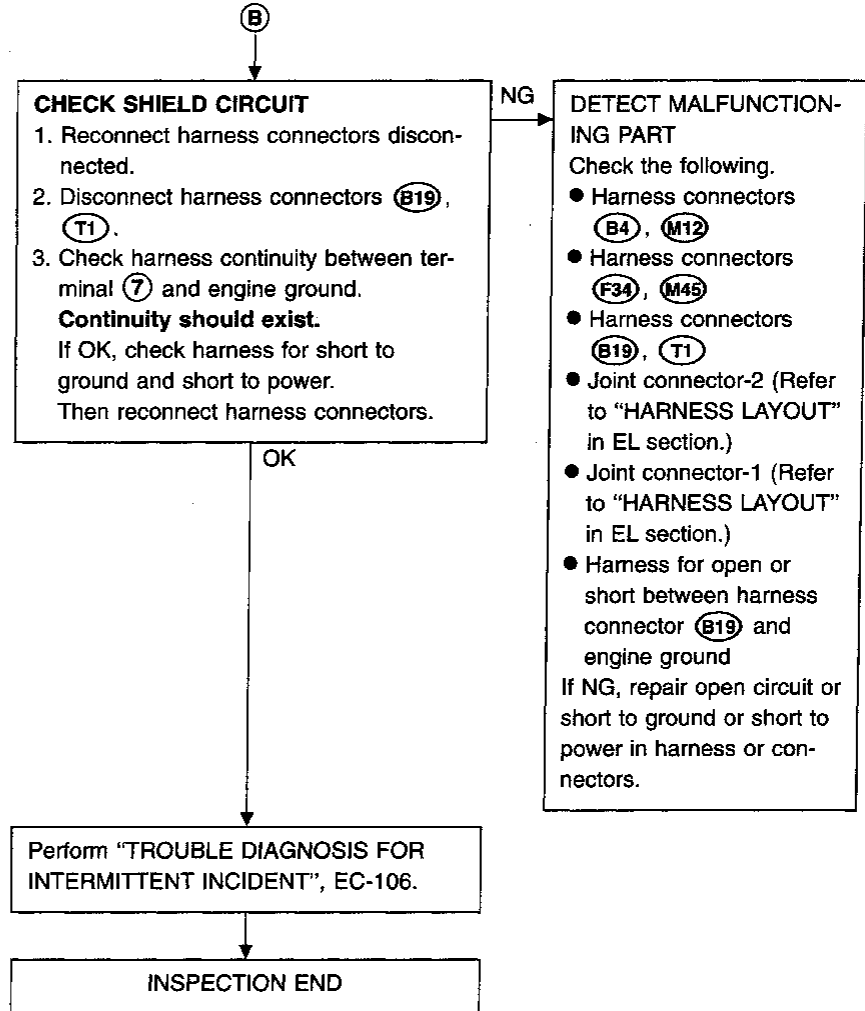 B
CHECK SHIELD CIRCUIT
1. Reconnect harness connectors discon-
nected.
2. Disconnect harness connectors B19,
T1.
3. Check harness continuity between ter-
minal 7 and engine ground.
Continuity should exist.
If OK, check harness for short to
ground and short to power.
Then reconnect harness connectors.
NG
OK
DETECT MALFUNCTION-
ING PART
Check the following.
● Harness connectors
B4, M12
● Harness connectors
F34, M45
● Harness connectors
B19, T1
● Joint connector-2 (Refer
to “HARNESS LAYOUT”
in EL section.)
● Joint connector-1 (Refer
to “HARNESS LAYOUT”
in EL section.)
● Harness for open or
short between harness
connector B19 and
engine ground
If NG, repair open circuit or
short to ground or short to
power in harness or con-
nectors.
Perform “TROUBLE DIAGNOSIS FOR
INTERMITTENT INCIDENT”, EC-106.
INSPECTION END